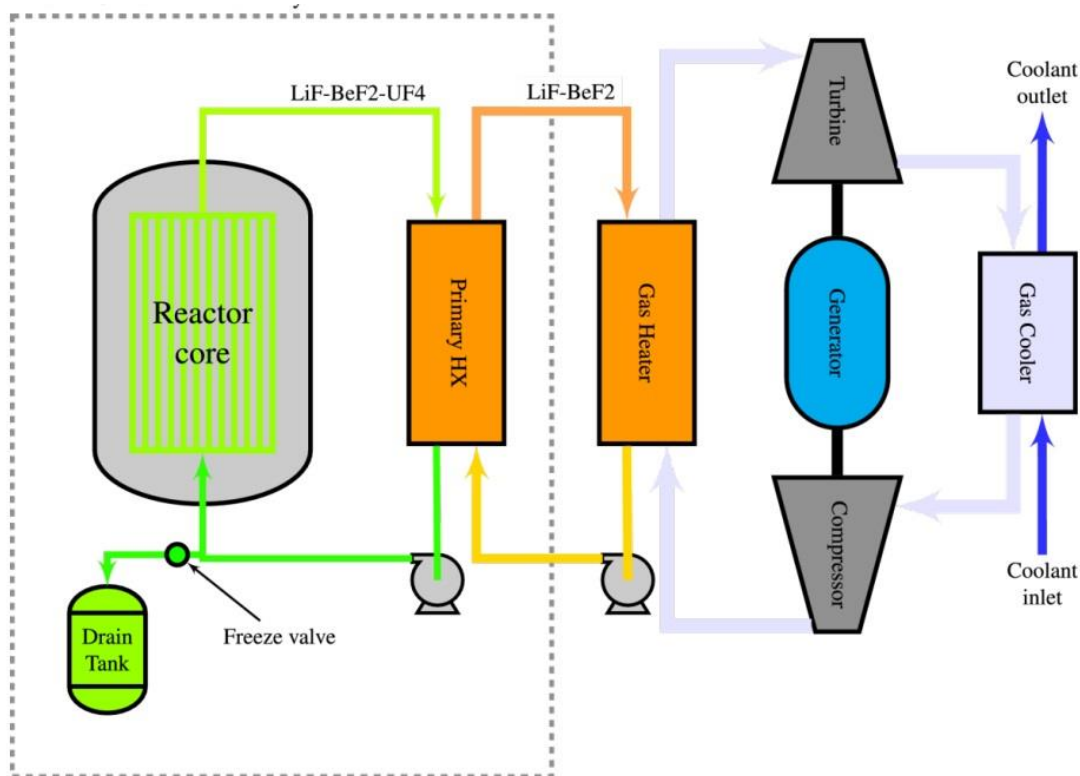 LiF-BeF2-UF4
LiF-BeF2
Turbine
Coolant
outlet
Reactor
core
Primary HX
Gas Heater
Generator
Gas Cooler
Compressor
Freeze valve
Drain
Tank
Coolant
inlet